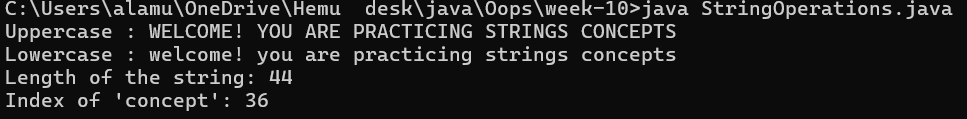 C:\Users\alamu\OneDrive\Hemu  desk\java\Oops\week-10>java StringOperations.java
Uppercase : WELCOME! YOU ARE PRACTICING STRINGS CONCEPTS
Lowercase : welcome! you are practicing strings concepts
Length of the string: 44
Index of 'concept': 36